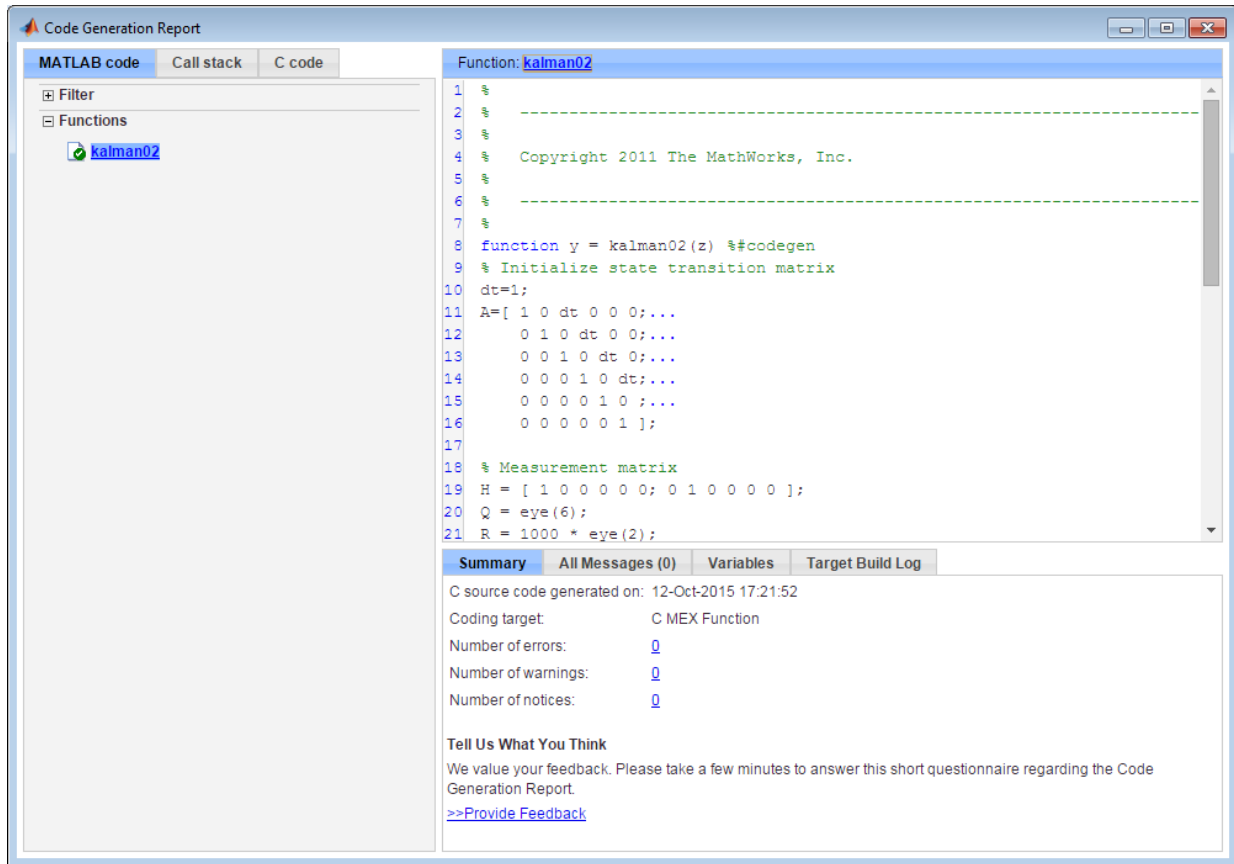 Code Generation Report
MATLAB code Call stack C code
Filter
Functions
kalman02
Function: kalman02
1 %
2 % ----------------------------------------------------------------------
3 %
4 % Copyright 2011 The MathWorks, Inc.
5 %
6 % ----------------------------------------------------------------------
7 %
8 function y = kalman02(z) %#codegen
9 % Initialize state transition matrix
10 dt=1;
11 A=[ 1 0 dt 0 0 0;...
12 0 1 0 dt 0 0;...
13 0 0 1 0 dt 0;...
14 0 0 0 1 0 dt;...
15 0 0 0 0 1 0 ;...
16 0 0 0 0 0 1 ];
17
18 % Measurement matrix
19 H = [ 1 0 0 0 0 0; 0 1 0 0 0 0 ];
20 Q = eye(6);
21 R = 1000 * eye(2);
Summary All Messages (0) Variables Target Build Log
C source code generated on: 12-Oct-2015 17:21:52
Coding target: C MEX Function
Number of errors: 0
Number of warnings: 0
Number of notices: 0
Tell Us What You Think
We value your feedback. Please take a few minutes to answer this short questionnaire regarding the Code
Generation Report.
>>Provide Feedback